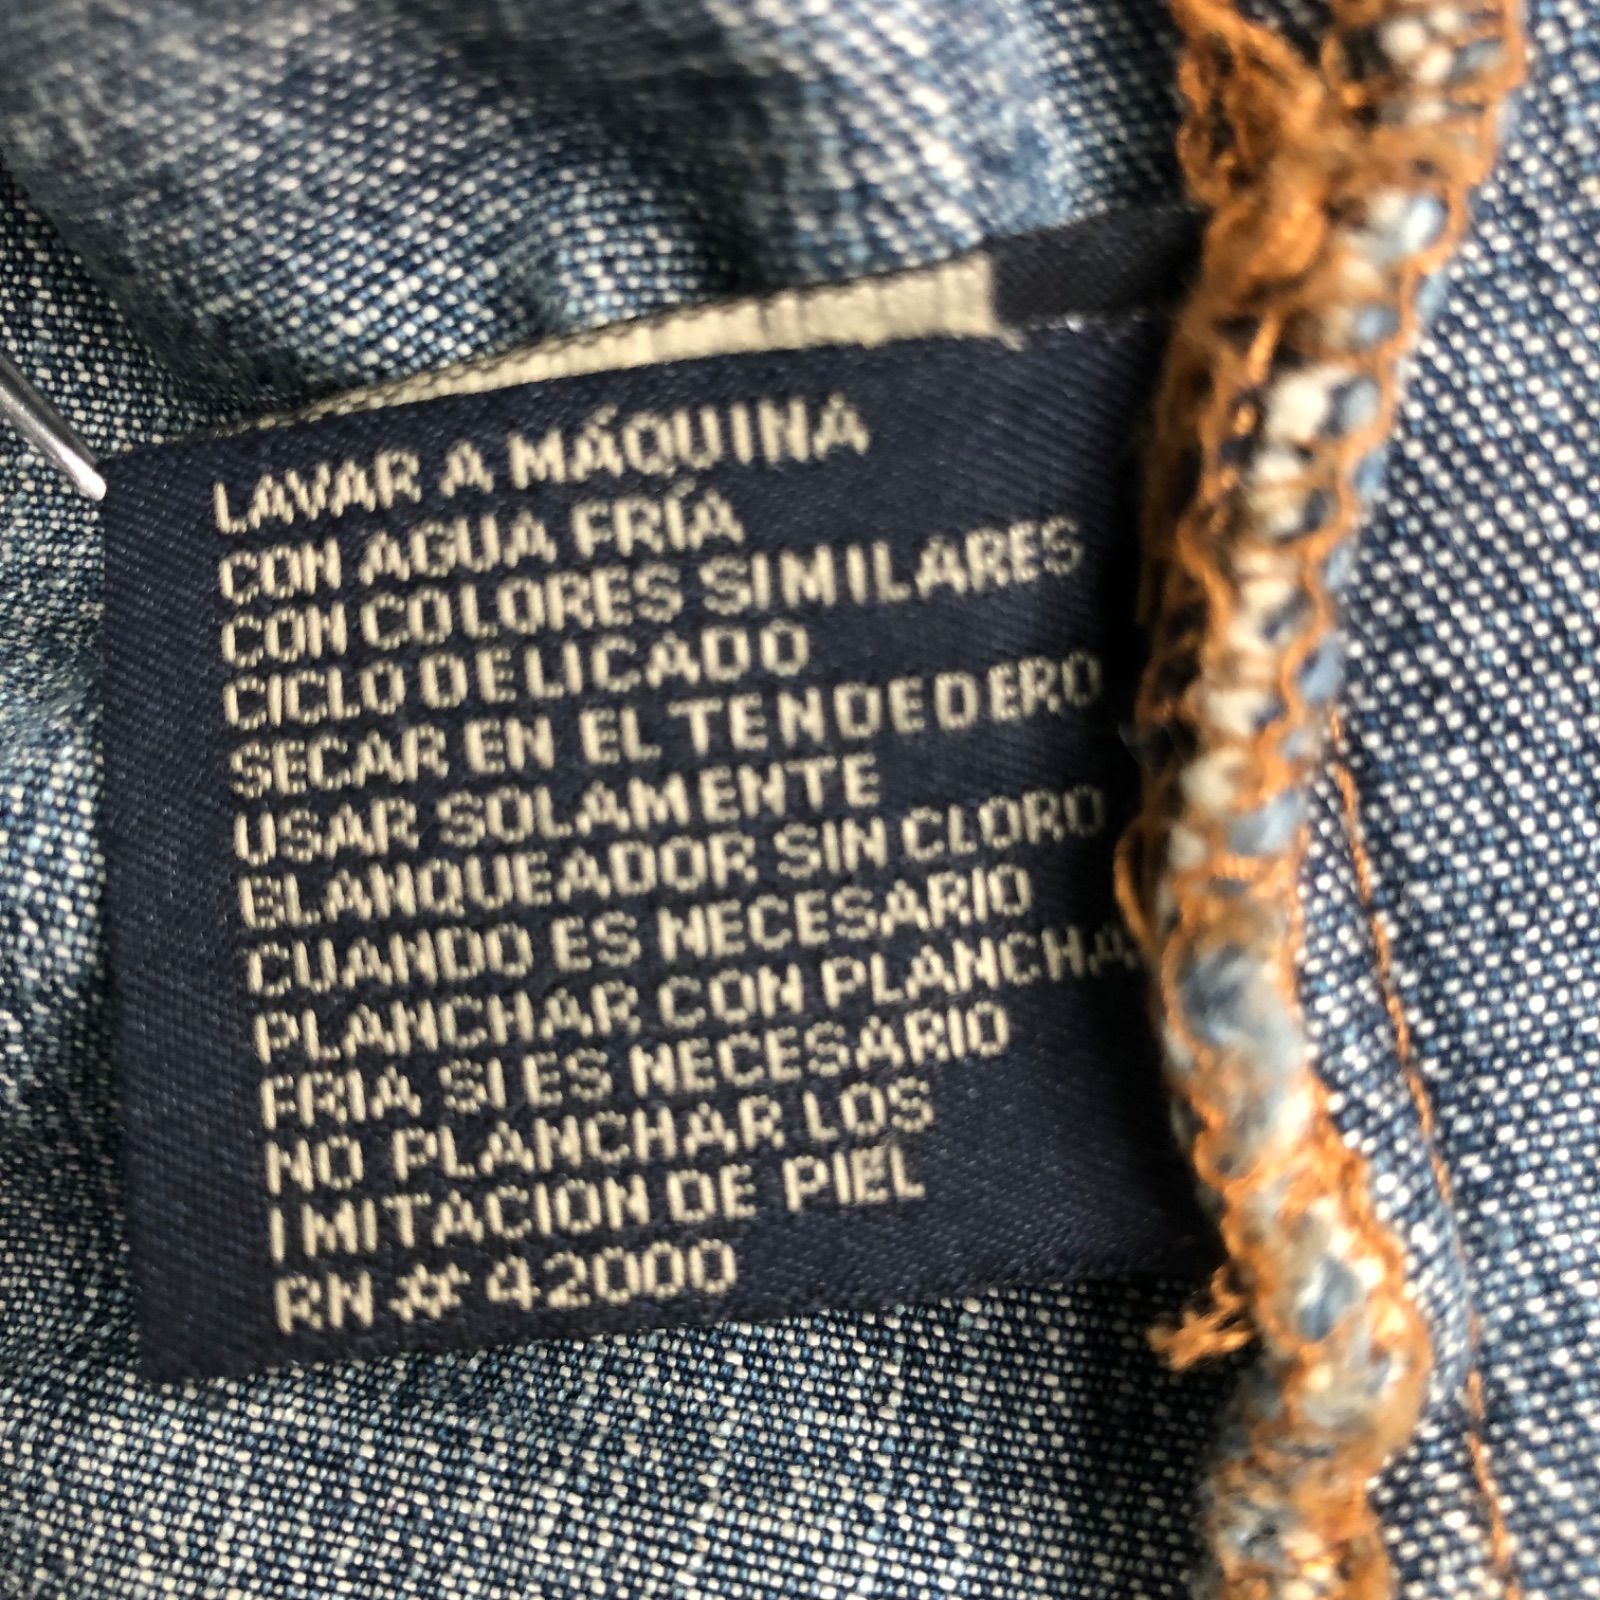 LAVAR A MÁQUINA
CON AGUA FRÍA
CON COLORES SIMILARES
CICLO DELICADO
SECAR EN EL TENDEDERO
USAR SOLAMENTE
BLANQUEADOR SIN CLORO
CUANDO ES NECESARIO
PLANCHAR CON PLANCHA
FRIA SI ES NECESARIO
NO PLANCHAR LOS
IMITACION DE PIEL
RN # 42000